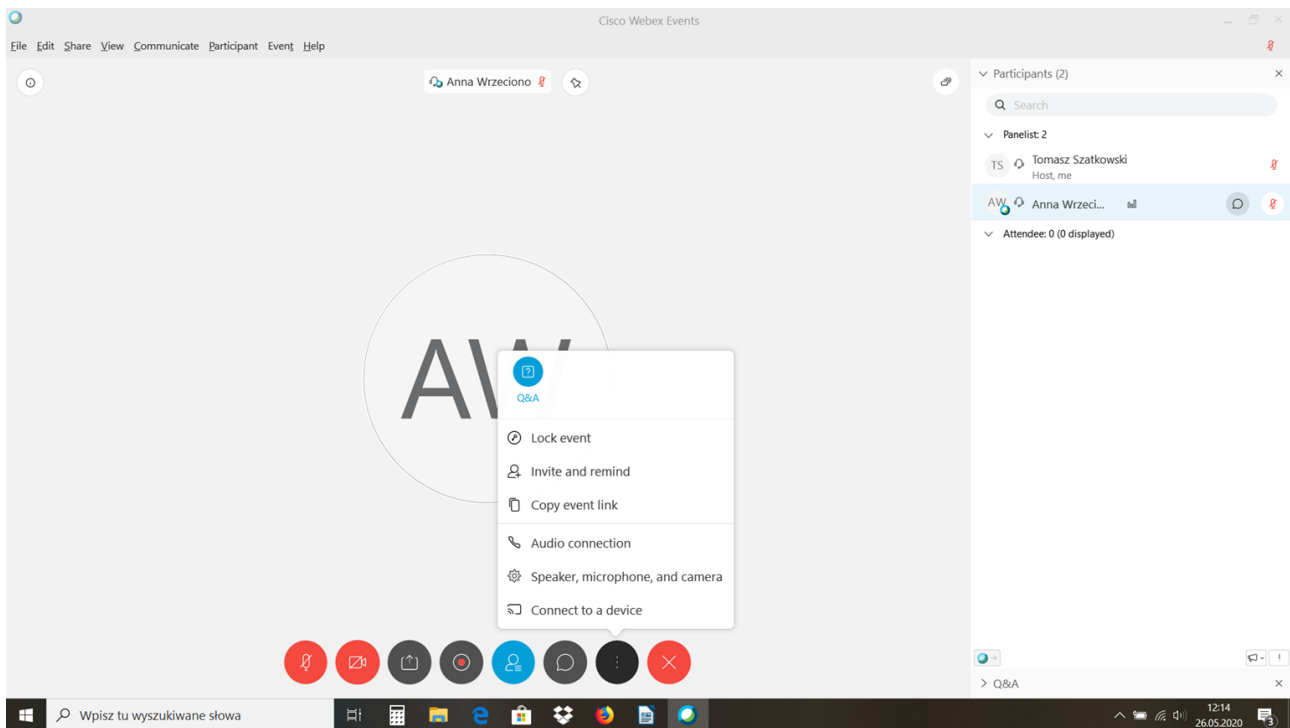 Cisco Webex Events
File Edit Share View Communicate Participant Event Help
Anna Wrzeciono
Participants (2)
Search
Panelist: 2
TS
Tomasz Szatkowski
Host, me
AW
Anna Wrzeci...
Attendee: 0 (0 displayed)
AW
Q&A
Lock event
Invite and remind
Copy event link
Audio connection
Speaker, microphone, and camera
Connect to a device
Q&A
Wpisz tu wyszukiwane słowa
12:14
26.05.2020
3